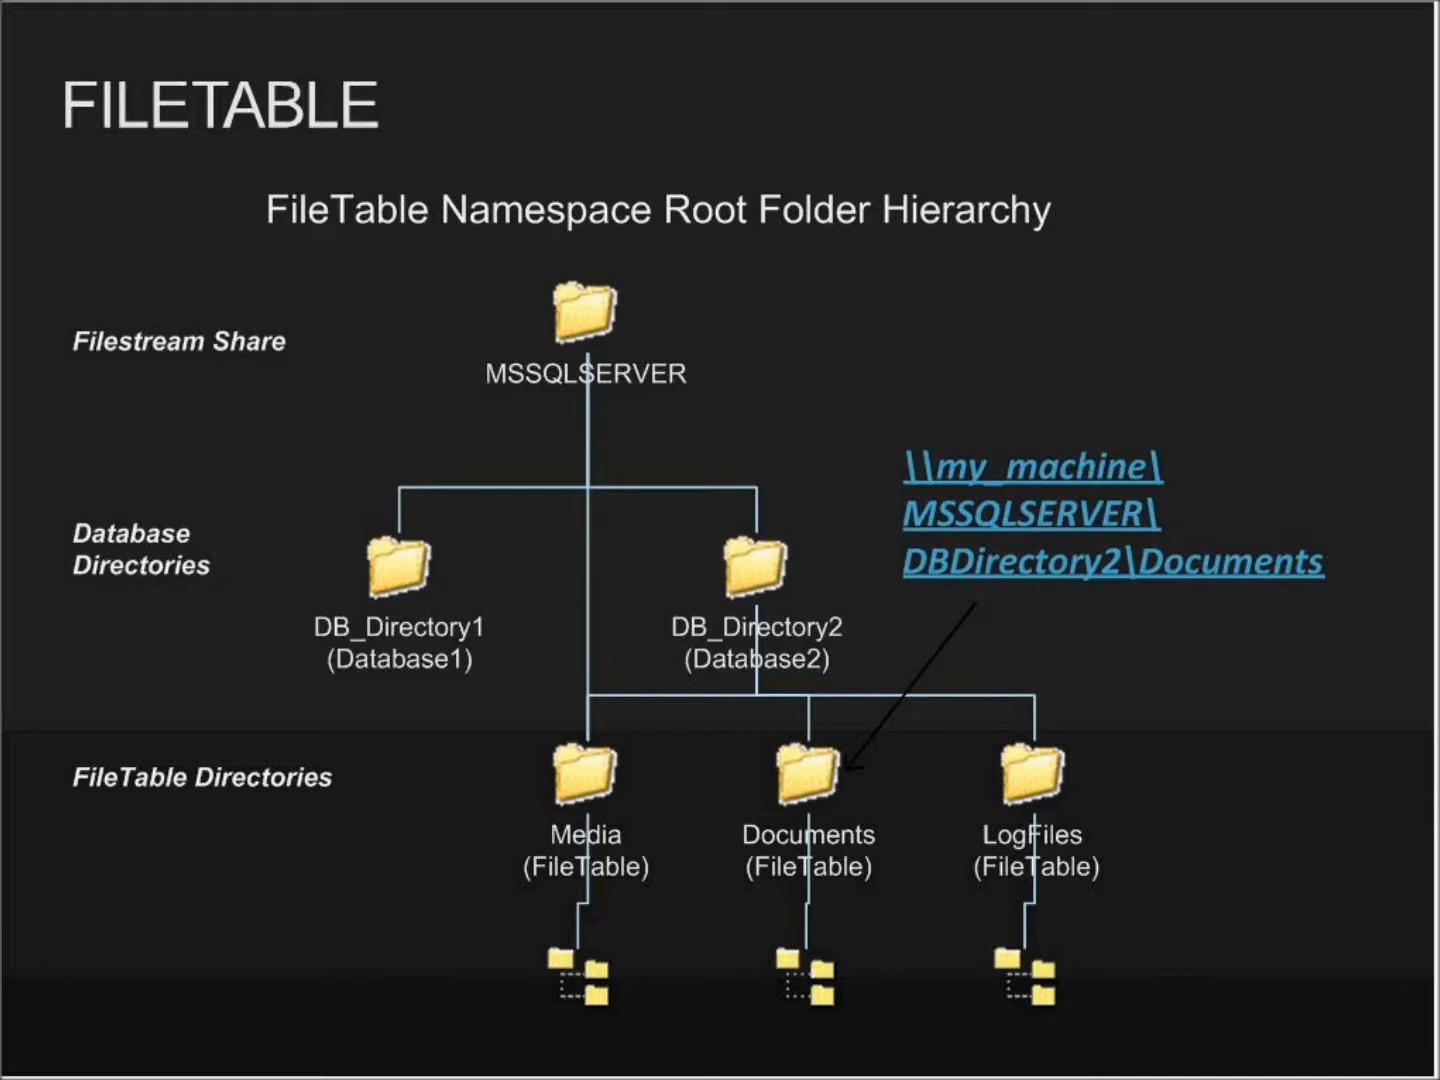 FILETABLE
FileTable Namespace Root Folder Hierarchy
Filestream Share
MSSQLSERVER
\\my_machine\
MSSQLSERVER\
DBDirectory2\Documents
Database
Directories
DB_Directory1
(Database1)
DB_Directory2
(Database2)
FileTable Directories
Media
(FileTable)
Documents
(FileTable)
LogFiles
(FileTable)